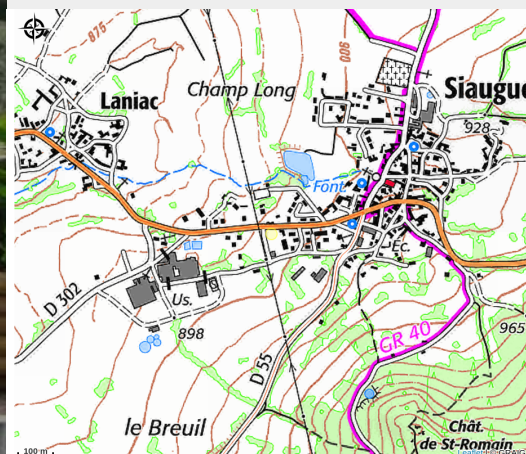 875
900
Siaugue
Laniac
Champ Long
928
Font
Éc.
D 302
Us.
898
GR 40
965
D 55
le Breuil
Chât.
de St-Romain
100 m
Leaflet